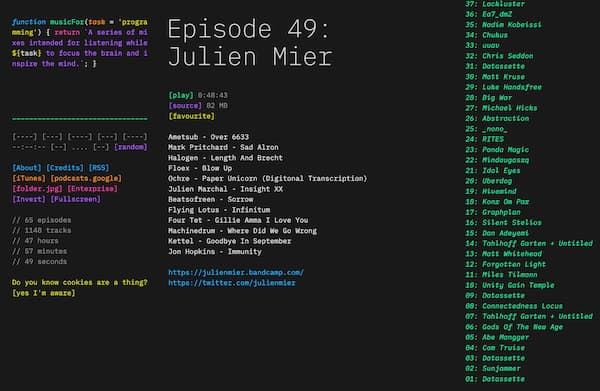 function musicFor(task = 'progra
mming') { return `A series of mi
xes intended for listening while
${task} to focus the brain and i
nspire the mind.`; }
[----] [---] [----] [---] [----]
--:--:-- [--] .... [--] [random]
[About] [Credits] [RSS]
[iTunes] [podcasts.google]
[folder.jpg] [Enterprise]
[Invert] [Fullscreen]
// 65 episodes
// 1148 tracks
// 47 hours
// 57 minutes
// 49 seconds
Do you know cookies are a thing?
[yes I'm aware]
Episode 49:
Julien Mier
[play] 0:48:43
[source] 82 MB
[favourite]
Ametsub - Over 6633
Mark Pritchard - Sad Alron
Halogen - Length And Brecht
Floex - Blow Up
Ochre - Paper Unicorn (Digitonal Transcription)
Julien Marchal - Insight XX
Beatsofreen - Sorrow
Flying Lotus - Infinitum
Four Tet - Gillie Amma I Love You
Machinedrum - Where Did We Go Wrong
Kettel - Goodbye In September
Jon Hopkins - Immunity
https://julienmier.bandcamp.com/
https://twitter.com/julienmier
37: Lackluster
36: Ea7_dmZ
35: Nadim Kobeissi
34: Chukus
33: uuav
32: Chris Seddon
31: Datassette
30: Matt Kruse
29: Luke Handsfree
28: Big War
27: Michael Hicks
26: Abstraction
25: _nono_
24: RITES
23: Panda Magic
22: Mindaugaszq
21: Idol Eyes
20: Uberdog
19: Hivemind
18: Konx Om Pax
17: Graphplan
16: Silent Stelios
15: Dan Adeyemi
14: Tahlhoff Garten + Untitled
13: Matt Whitehead
12: Forgotten Light
11: Miles Tilmann
10: Unity Gain Temple
09: Datassette
08: Connectedness Locus
07: Tahlhoff Garten + Untitled
06: Gods Of The New Age
05: Abe Mangger
04: Com Truise
03: Datassette
02: Sunjammer
01: Datassette